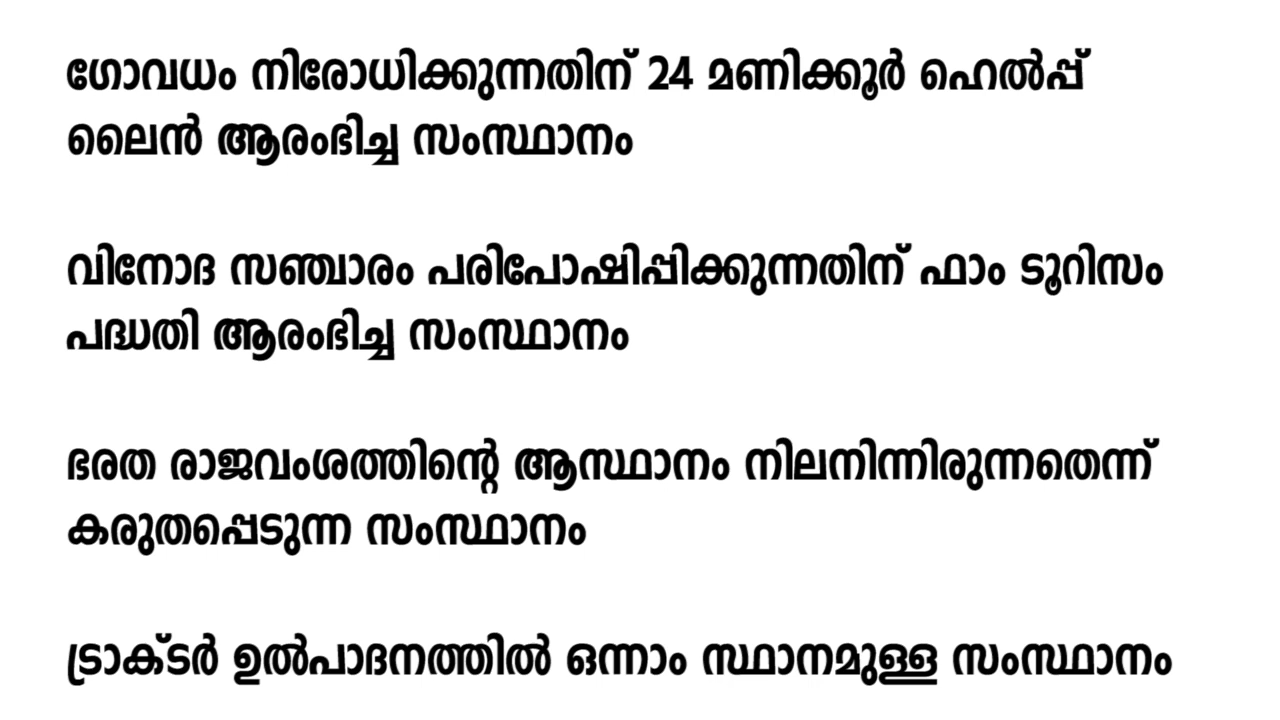 ഗോവധം നിരോധിക്കുന്നതിന് 24 മണിക്കൂർ ഹെൽപ്പ്
ലൈൻ ആരംഭിച്ച സംസ്ഥാനം
വിനോദ സഞ്ചാരം പരിപോഷിപ്പിക്കുന്നതിന് ഫാം ടൂറിസം
പദ്ധതി ആരംഭിച്ച സംസ്ഥാനം
ഭരത രാജവംശത്തിന്റെ ആസ്ഥാനം നിലനിന്നിരുന്നതെന്ന്
കരുതപ്പെടുന്ന സംസ്ഥാനം
ട്രാക്ടർ ഉൽപാദനത്തിൽ ഒന്നാം സ്ഥാനമുള്ള സംസ്ഥാനം